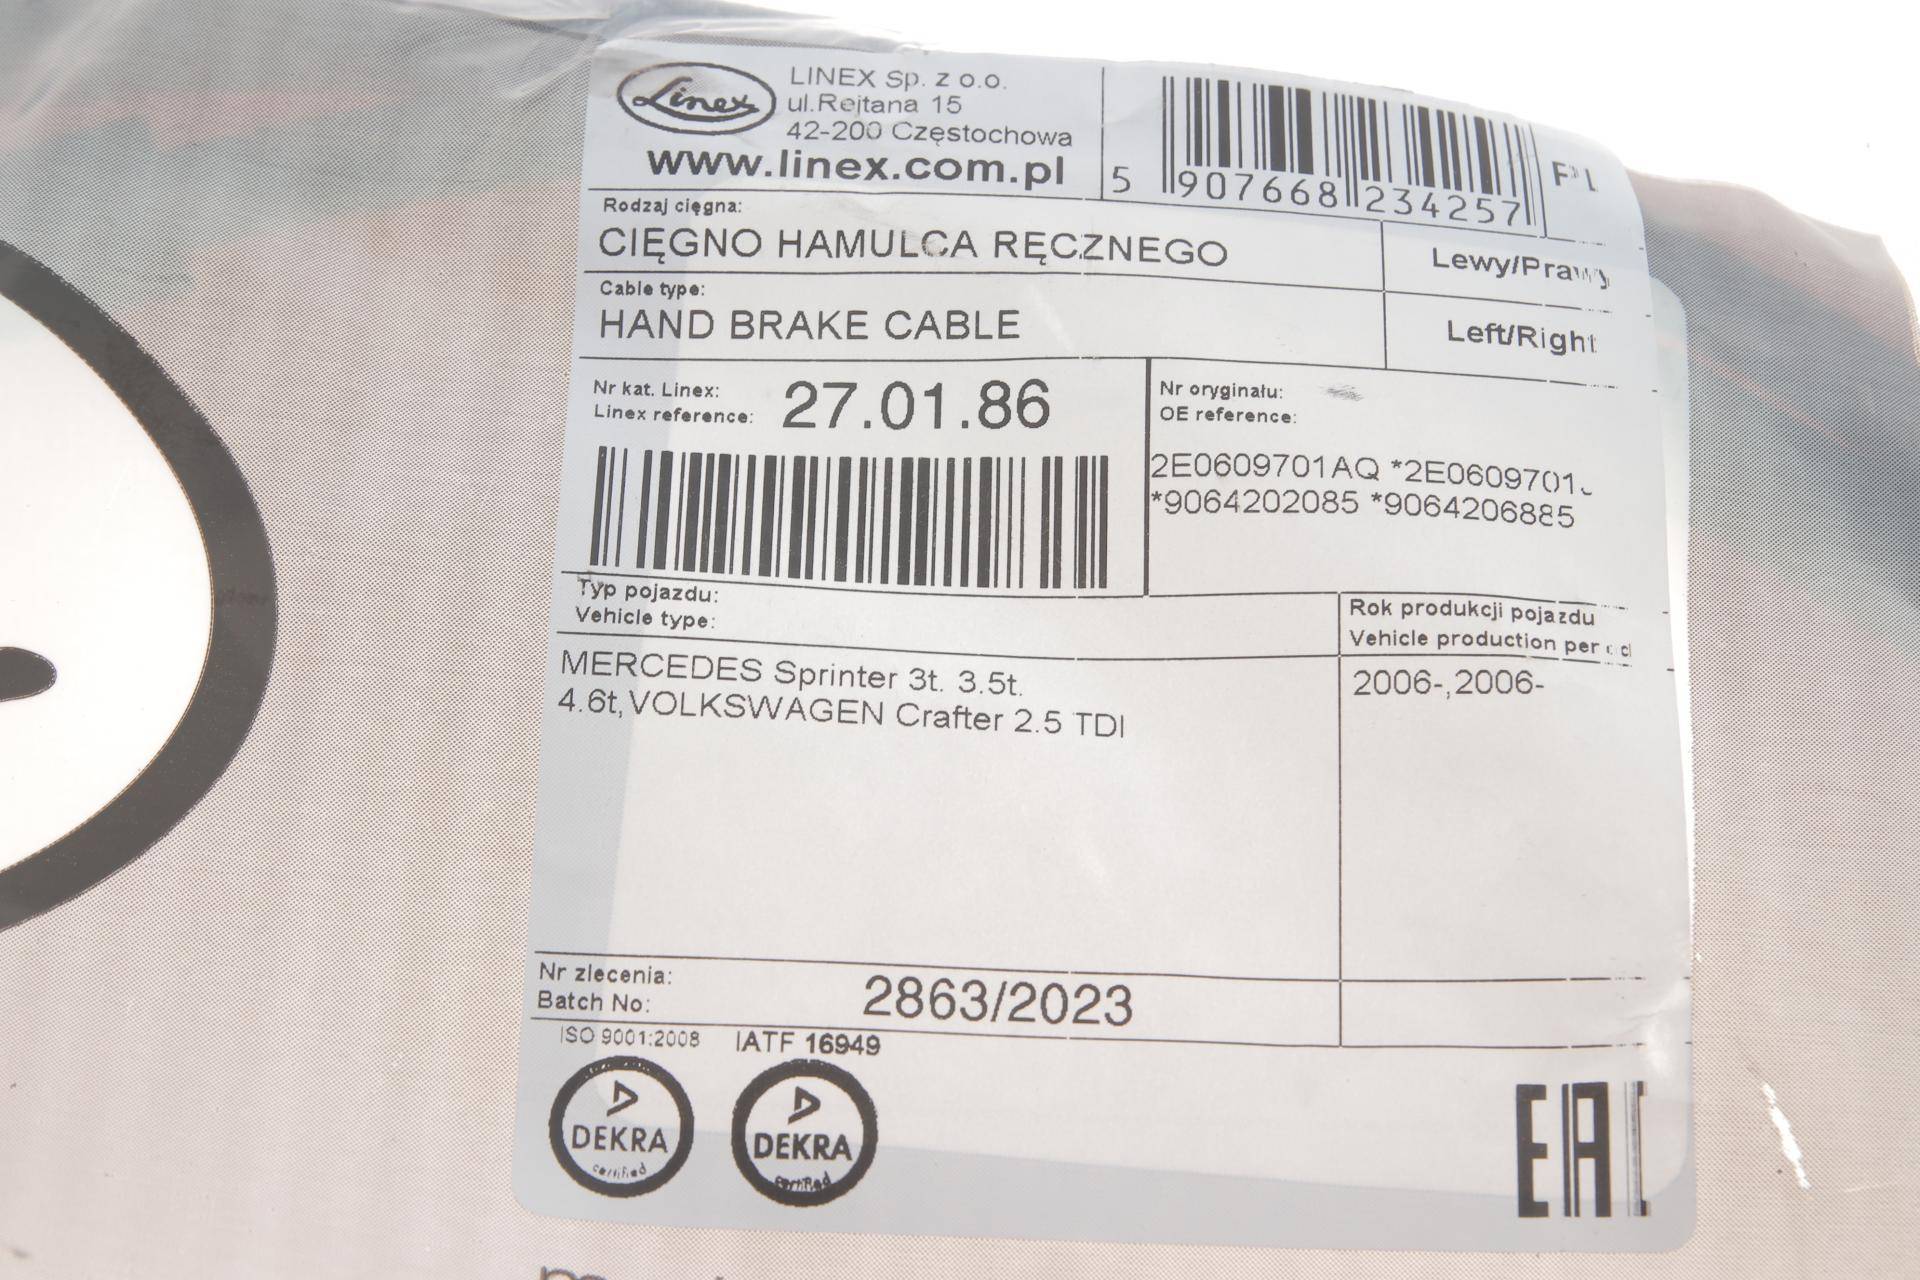 Linex
LINEX Sp. z o.o.
ul.Rejtana 15
42-200 Częstochowa
www.linex.com.pl
5 907668 234257
Rodzaj cięgna:
CIĘGNO HAMULCA RĘCZNEGO
Lewy/Prawy
Cable type:
HAND BRAKE CABLE
Left/Right
Nr kat. Linex:
Linex reference:
27.01.86
Nr oryginału:
OE reference:
2E0609701AQ
*9064202085 *9064206885
Typ pojazdu:
Vehicle type:
Rok produkcji pojazdu
Vehicle production
MERCEDES Sprinter 3t. 3.5t.
4.6t,VOLKSWAGEN Crafter 2.5 TDI
2006-,2006-
Nr zlecenia:
Batch No:
2863/2023
ISO 9001:2008
IATF 16949
DEKRA
certified
DEKRA
certified